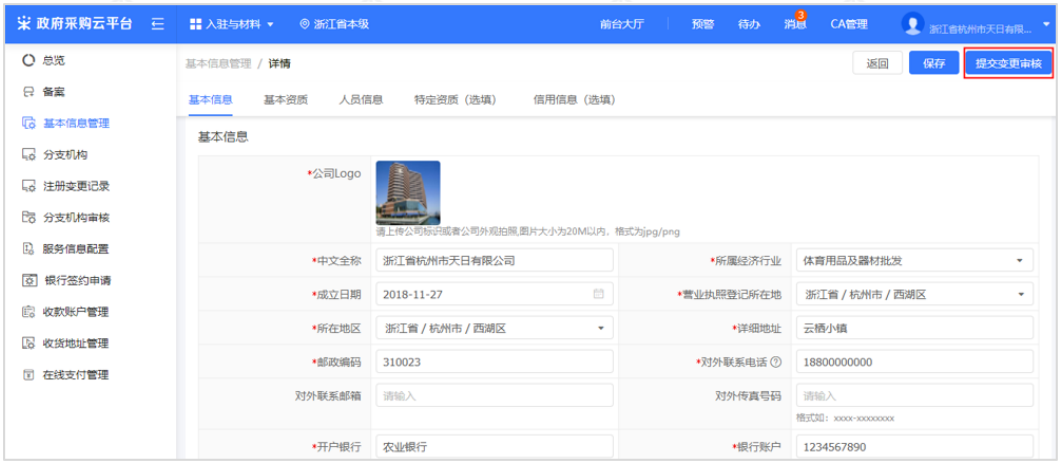 政府采购云平台 入驻与材料 浙江省本级 前台大厅 预警 待办 消息 3 CA管理 浙江省杭州市天日有限...
总览
备案
基本信息管理
分支机构
注册变更记录
分支机构审核
服务信息配置
银行签约申请
收款账户管理
收货地址管理
在线支付管理
基本信息管理 / 详情 返回 保存 提交变更审核
基本信息 基本资质 人员信息 特定资质（选填） 信用信息（选填）
基本信息
*公司Logo
请上传公司标识或者公司外观拍照,图片大小为20M以内，格式为jpg/png
*中文全称 浙江省杭州市天日有限公司 *所属经济行业 体育用品及器材批发
*成立日期 2018-11-27 *营业执照登记所在地 浙江省 / 杭州市 / 西湖区
*所在地区 浙江省 / 杭州市 / 西湖区 *详细地址 云栖小镇
*邮政编码 310023 *对外联系电话 18800000000
对外联系邮箱 请输入 对外传真号码 请输入
格式如：xxxx-xxxxxxxx
*开户银行 农业银行 *银行账户 1234567890